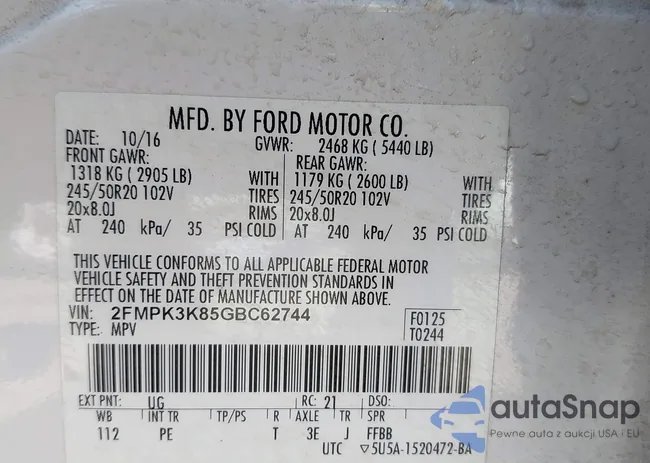 MFD. BY FORD MOTOR CO.
DATE: 10/16 GVWR: 2468 KG ( 5440 LB)
FRONT GAWR: REAR GAWR:
1318 KG ( 2905 LB) WITH 1179 KG ( 2600 LB) WITH
245/50R20 102V TIRES 245/50R20 102V TIRES
20x8.0J RIMS 20x8.0J RIMS
AT 240 kPa/ 35 PSI COLD AT 240 kPa/ 35 PSI COLD
THIS VEHICLE CONFORMS TO ALL APPLICABLE FEDERAL MOTOR
VEHICLE SAFETY AND THEFT PREVENTION STANDARDS IN
EFFECT ON THE DATE OF MANUFACTURE SHOWN ABOVE.
VIN: 2FMPK3K85GBC62744 F0125
TYPE: MPV T0244
EXT PNT: UG RC: 21 DSO:
WB INT TR TP/PS R AXLE TR SPR
112 PE T 3E J FFBB
UTC ▽5U5A-1520472-BA
autoSnap
Pewne auto z aukcji USA i EU